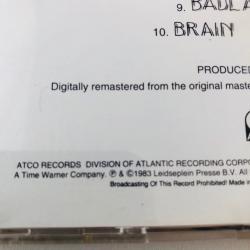 9. BADLA
10. BRAIN
PRODUCED
Digitally remastered from the original maste
ATCO RECORDS DIVISION OF ATLANTIC RECORDING CORP
A Time Warner Company. ℗ & ©1983 Leidseplein Presse B.V. All
Broadcasting Of This Record Prohibited! Made in